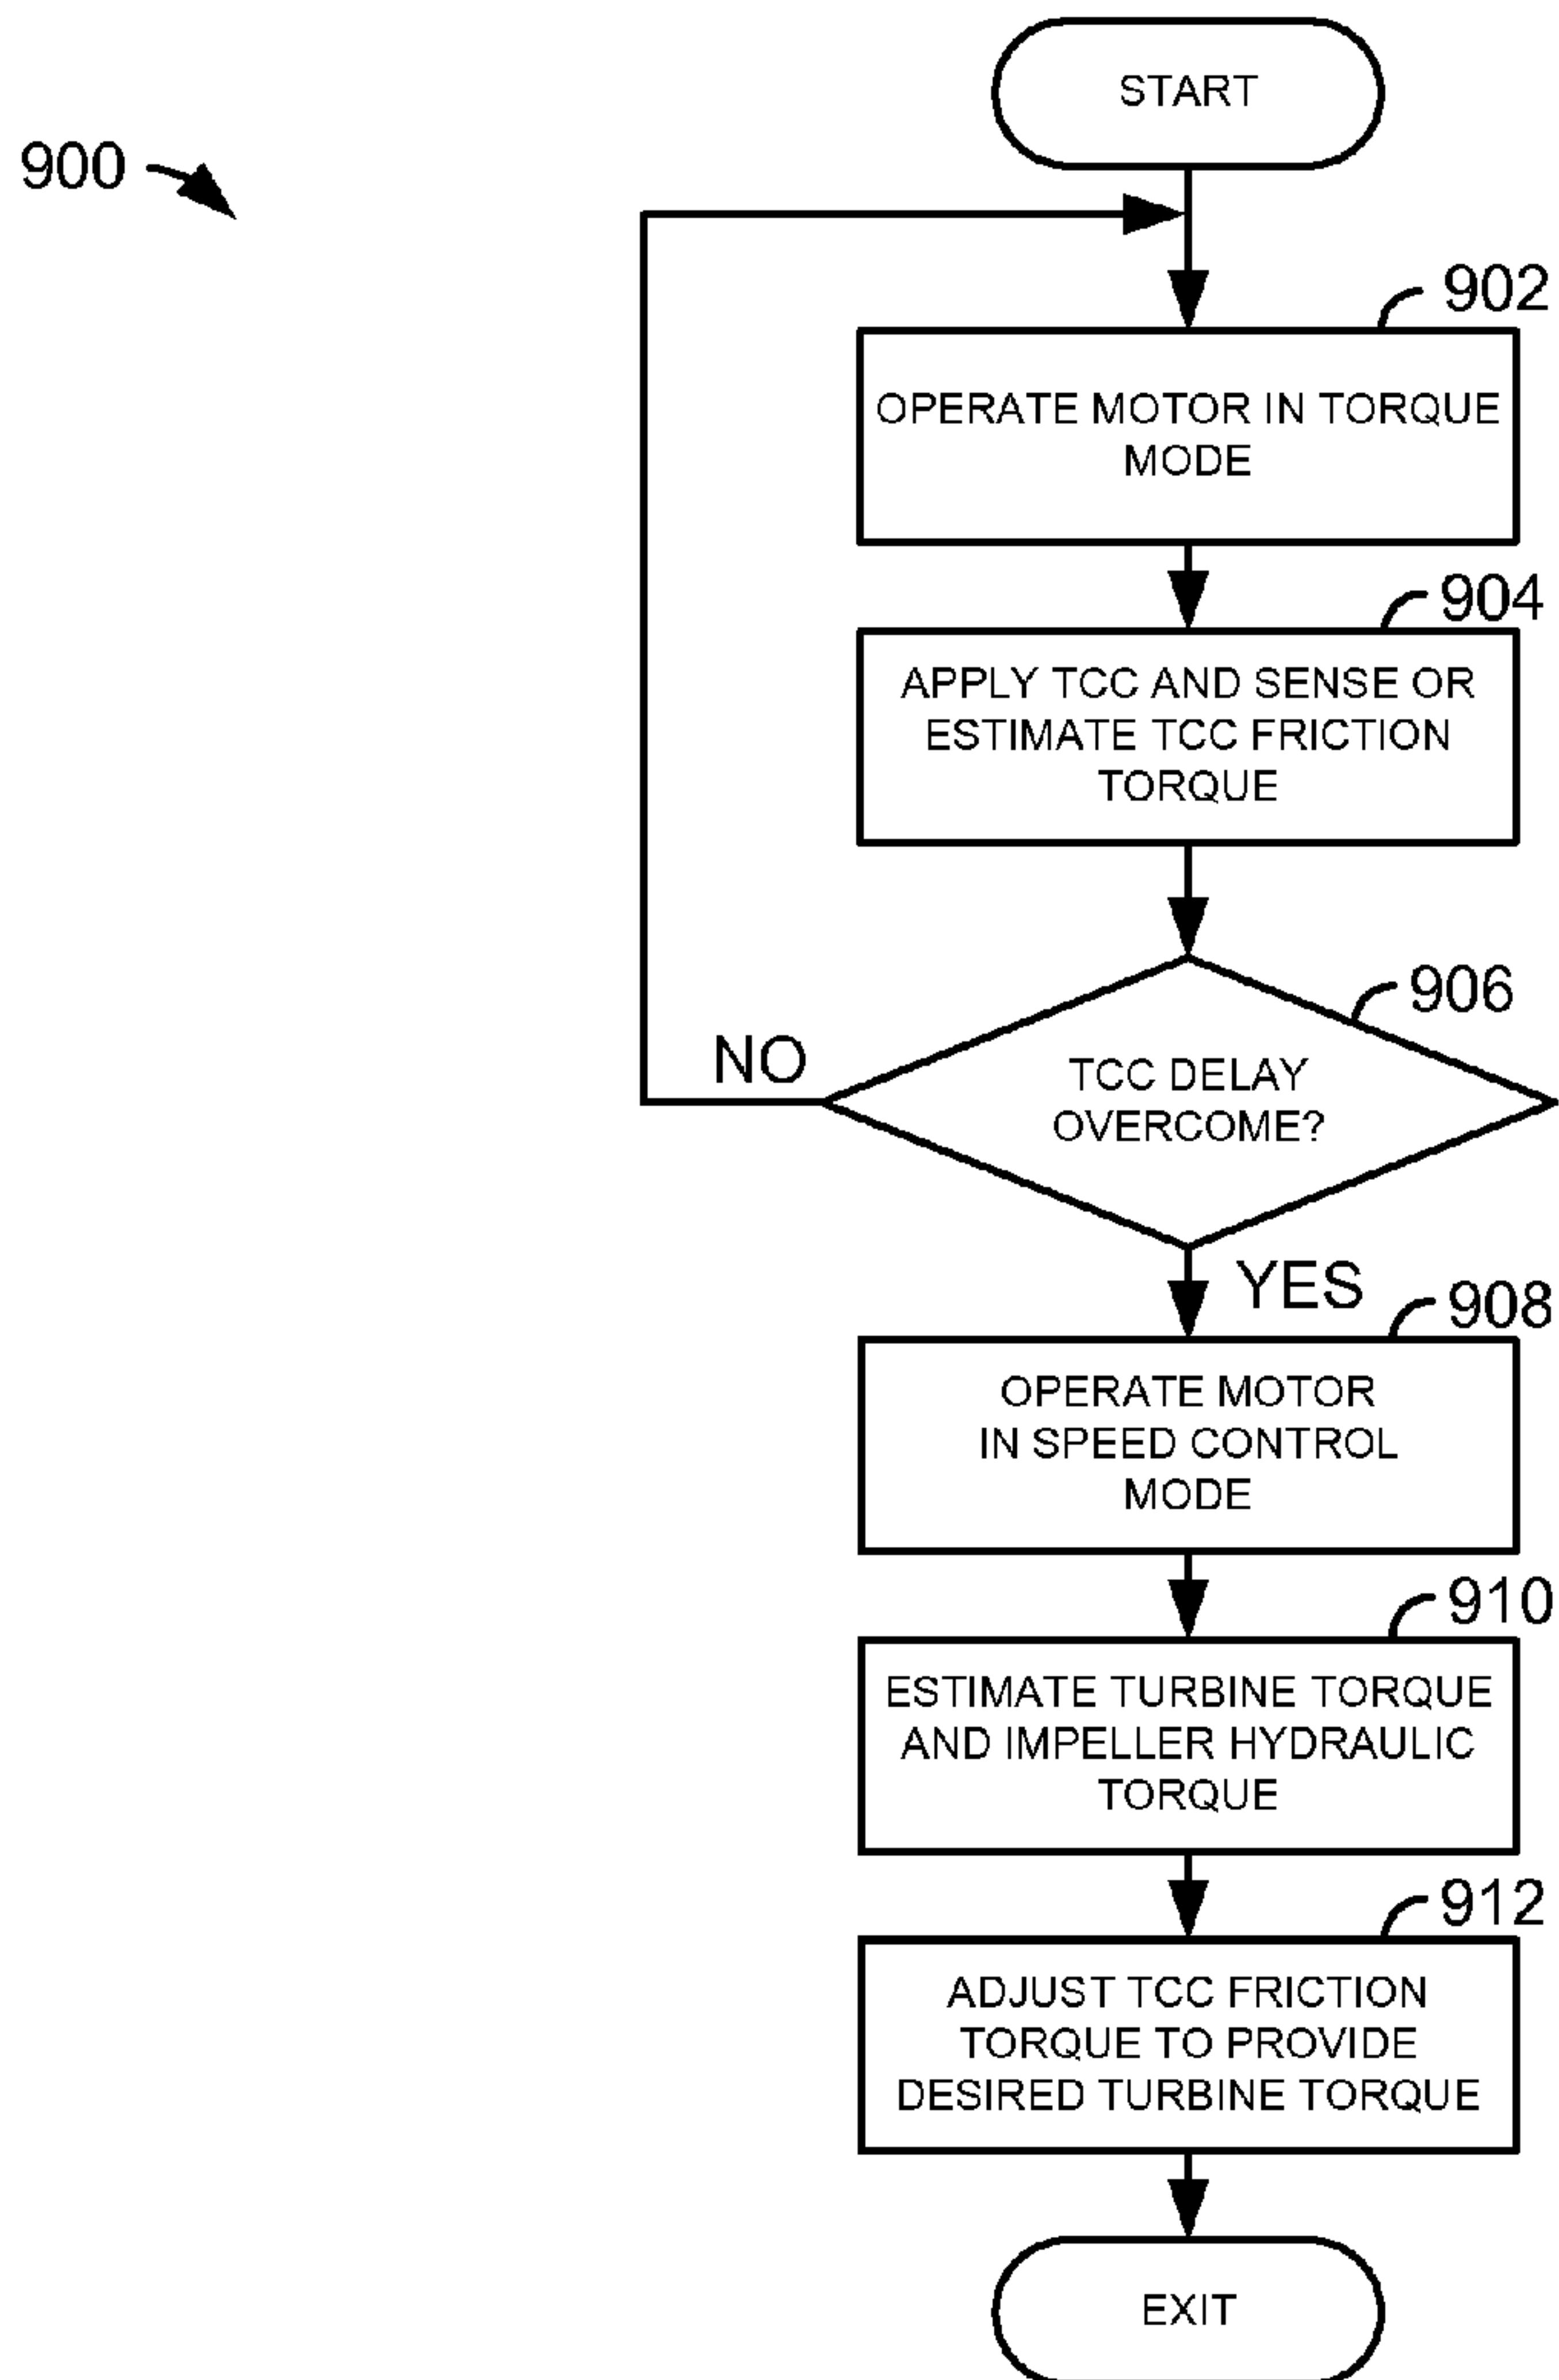 START
900
902
OPERATE MOTOR IN TORQUE
MODE
904
APPLY TCC AND SENSE OR
ESTIMATE TCC FRICTION
TORQUE
906
NO
TCC DELAY
OVERCOME?
YES
908
OPERATE MOTOR
IN SPEED CONTROL
MODE
910
ESTIMATE TURBINE TORQUE
AND IMPELLER HYDRAULIC
TORQUE
912
ADJUST TCC FRICTION
TORQUE TO PROVIDE
DESIRED TURBINE TORQUE
EXIT